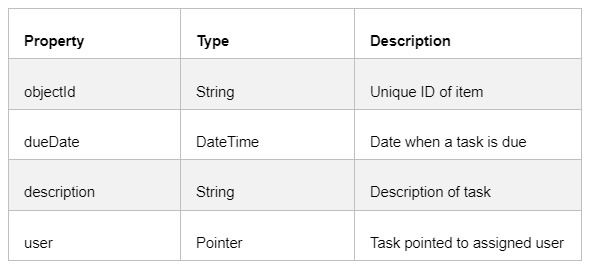 Property Type Description
objectId String Unique ID of item
dueDate DateTime Date when a task is due
description String Description of task
user Pointer Task pointed to assigned user